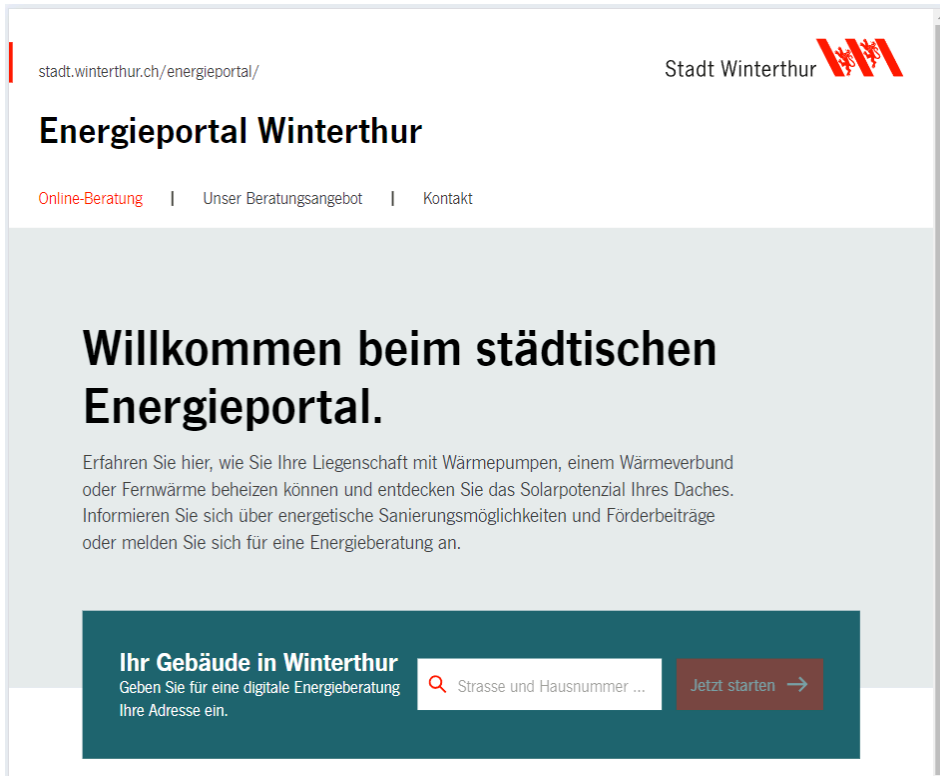 stadt.winterthur.ch/energieportal/
Stadt Winterthur
Energieportal Winterthur
Online-Beratung | Unser Beratungsangebot | Kontakt
Willkommen beim städtischen
Energieportal.
Erfahren Sie hier, wie Sie Ihre Liegenschaft mit Wärmepumpen, einem Wärmeverbund
oder Fernwärme beheizen können und entdecken Sie das Solarpotenzial Ihres Daches.
Informieren Sie sich über energetische Sanierungsmöglichkeiten und Förderbeiträge
oder melden Sie sich für eine Energieberatung an.
Ihr Gebäude in Winterthur
Geben Sie für eine digitale Energieberatung
Ihre Adresse ein.
Strasse und Hausnummer ...
Jetzt starten →